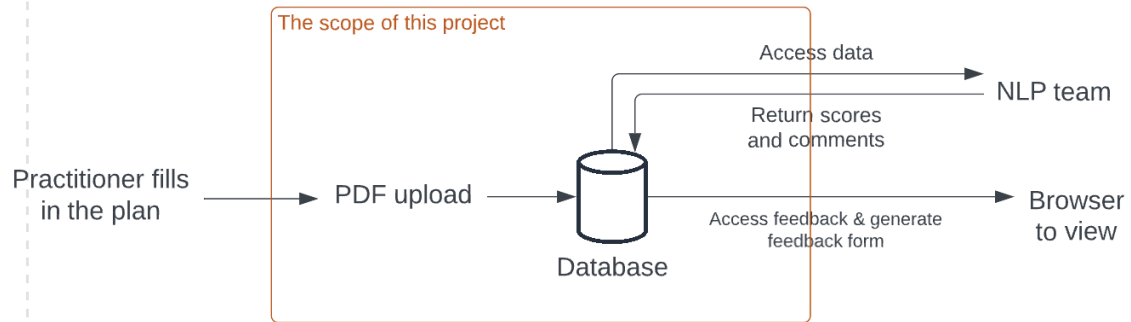 The scope of this project
Access data
NLP team
Return scores
and comments
Practitioner fills
in the plan
PDF upload
Database
Access feedback & generate
feedback form
Browser
to view